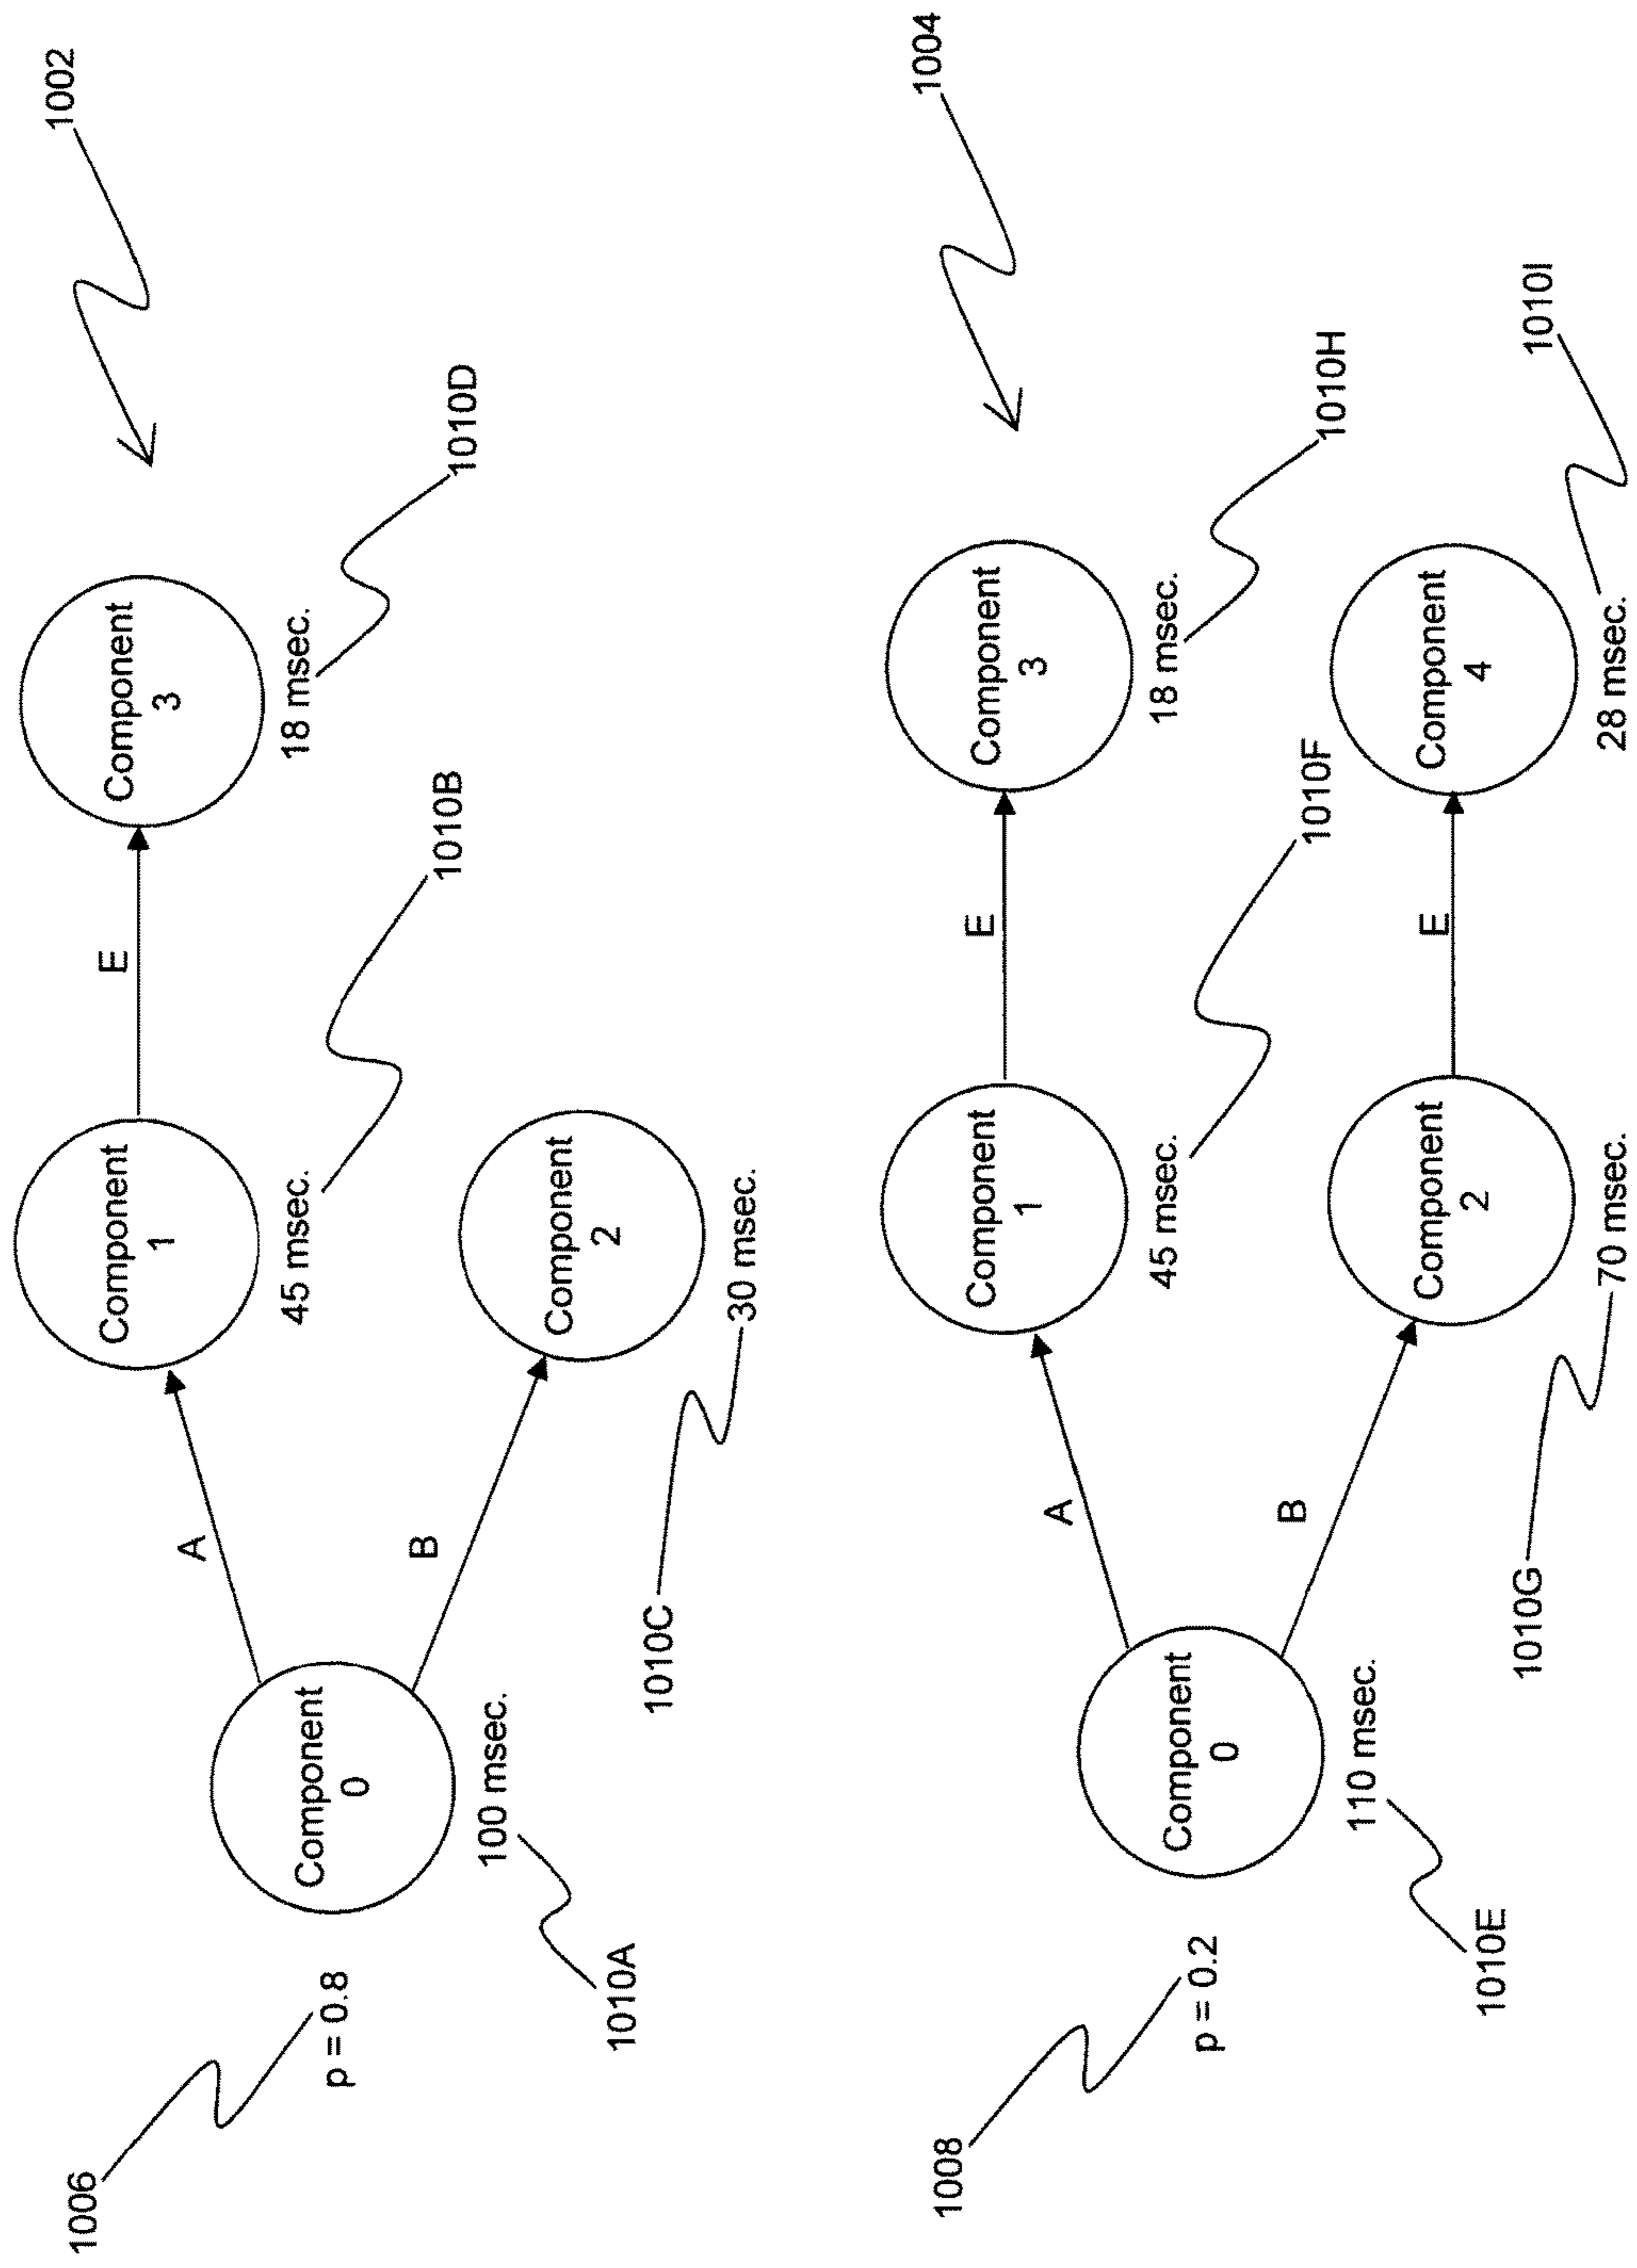 1002
Component
3
18 msec.
1010D
E
Component
1
45 msec.
1010B
A
B
Component
2
30 msec.
1010C
Component
0
100 msec.
1010A
p = 0.8
1006
1004
Component
3
18 msec.
1010H
E
Component
4
28 msec.
1010I
E
Component
1
45 msec.
1010F
Component
2
70 msec.
1010G
A
B
Component
0
110 msec.
1010E
p = 0.2
1008